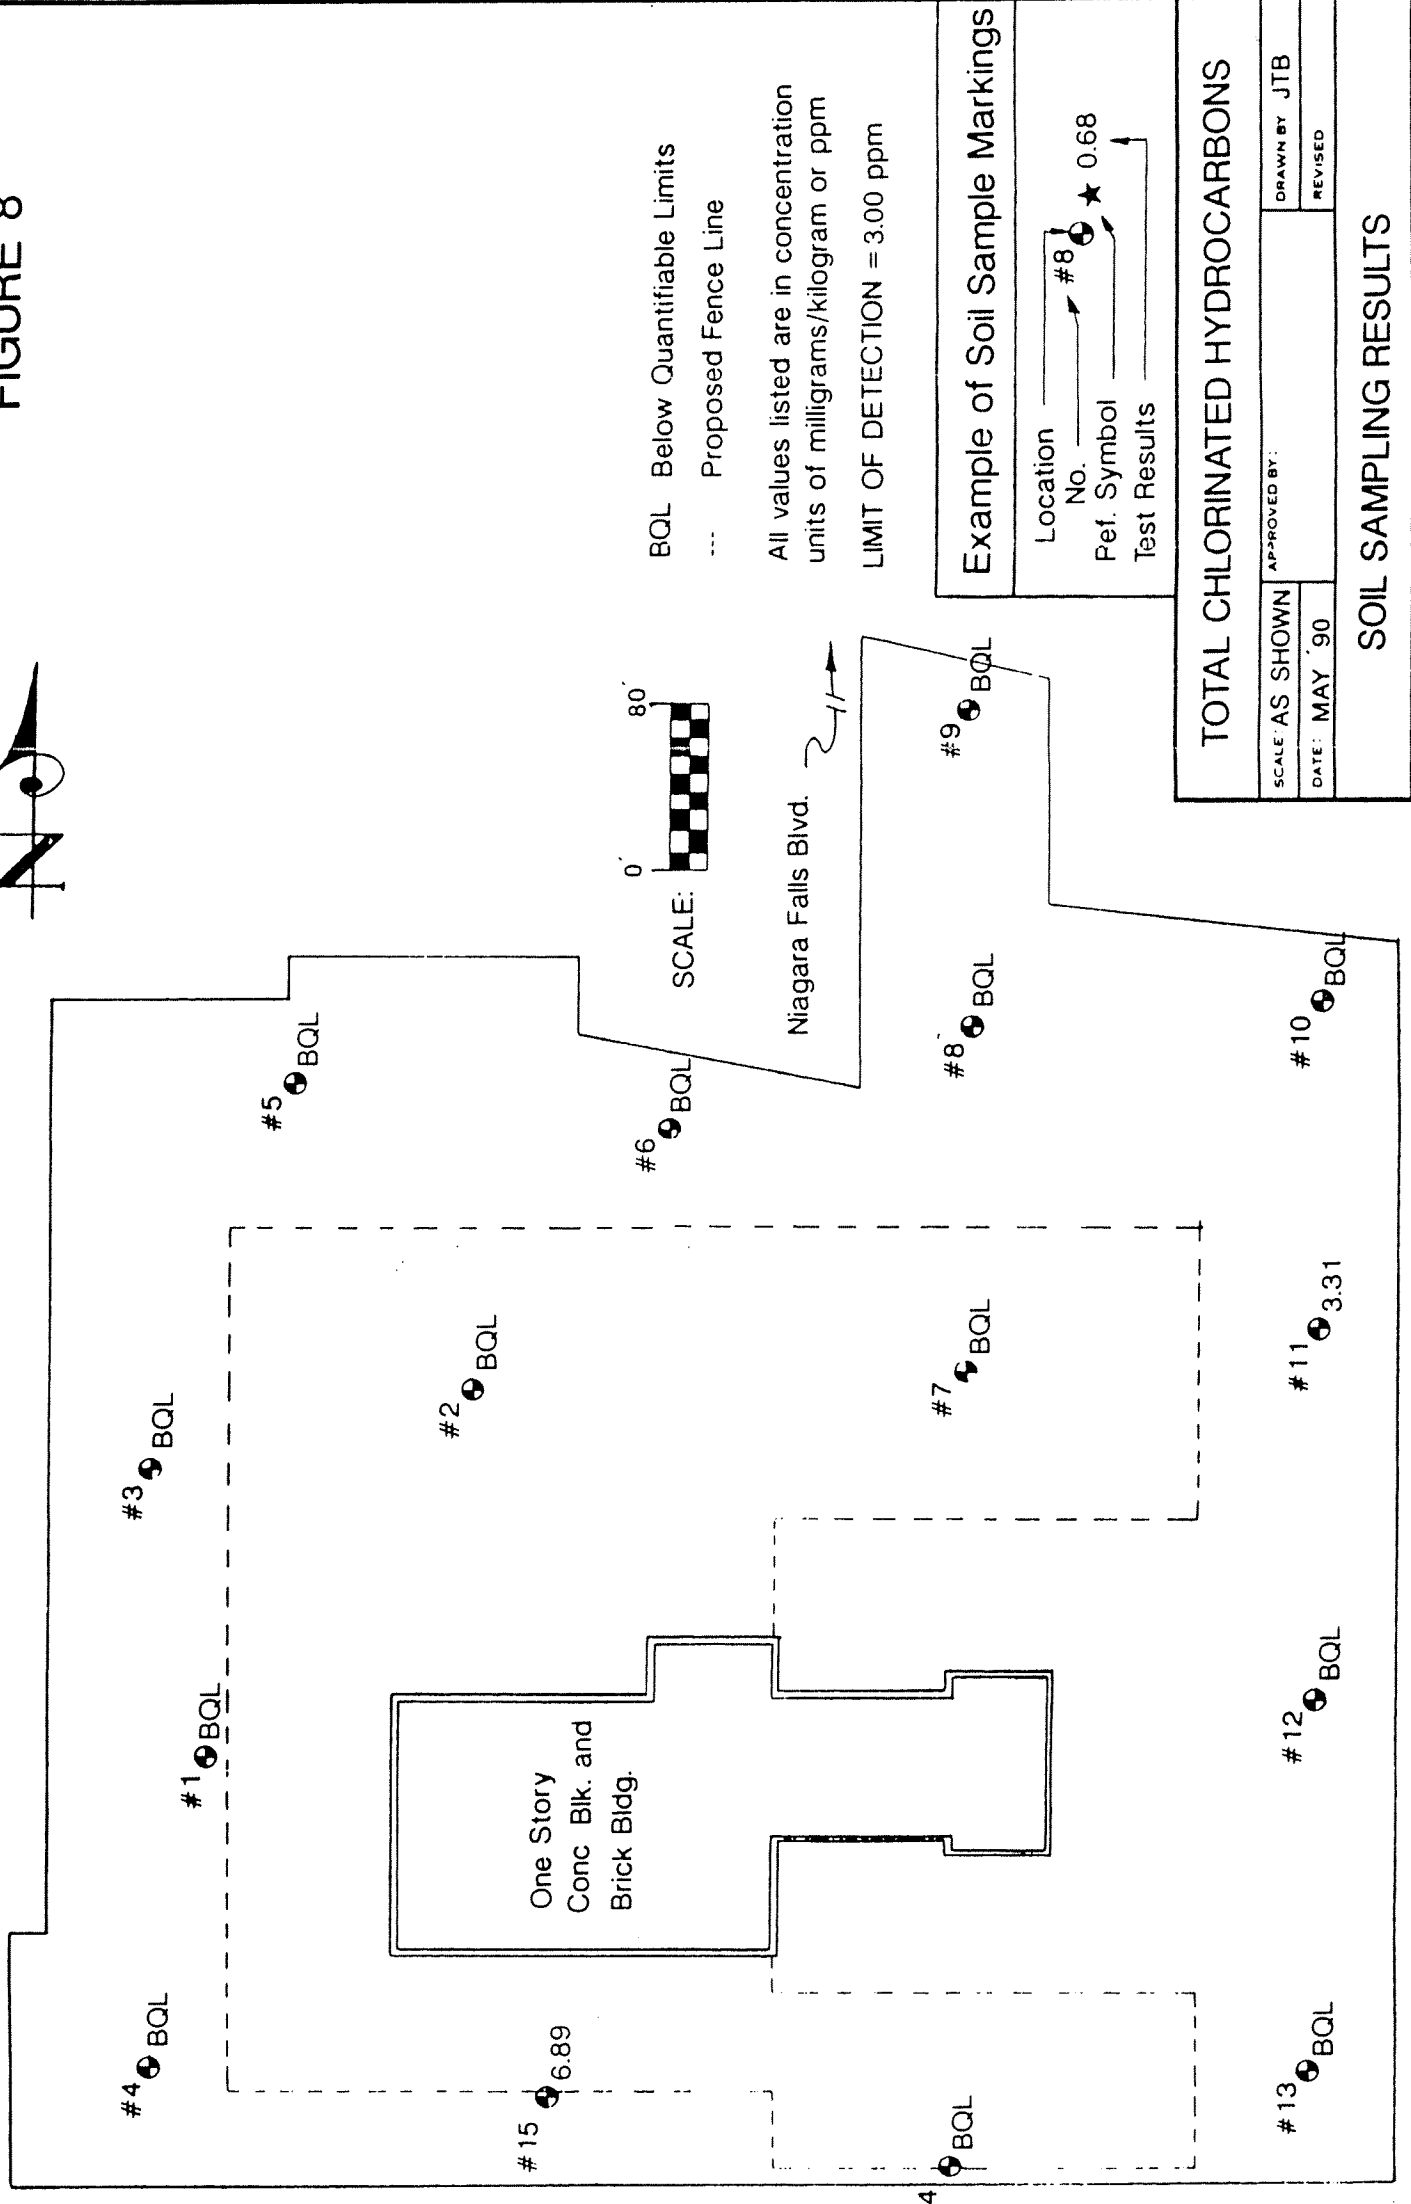 FIGURE 8
N
BQL Below Quantifiable Limits
--- Proposed Fence Line
All values listed are in concentration
units of milligrams/kilogram or ppm
LIMIT OF DETECTION = 3.00 ppm
SCALE:
0'
80'
Niagara Falls Blvd.
#4 BQL
#1 BQL
#3 BQL
#5 BQL
#15 6.89
#2 BQL
#6 BQL
One Story
Conc Blk. and
Brick Bldg.
4 BQL
#7 BQL
#8 BQL
#9 BQL
#13 BQL
#12 BQL
#11 3.31
#10 BQL
Example of Soil Sample Markings
Location
No.
Ref. Symbol
Test Results
#8 ★ 0.68
TOTAL CHLORINATED HYDROCARBONS
SCALE: AS SHOWN
APPROVED BY:
DRAWN BY JTB
DATE: MAY '90
REVISED
SOIL SAMPLING RESULTS